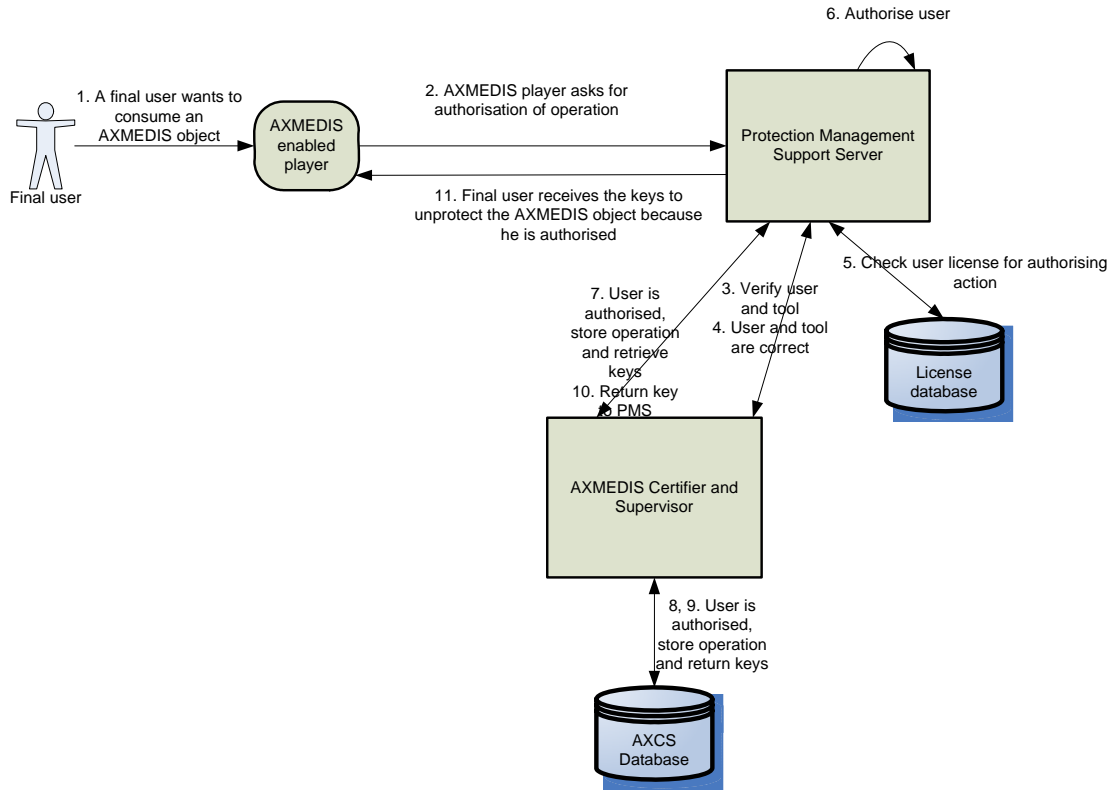 6. Authorise user
1. A final user wants to
consume an
AXMEDIS object
2. AXMEDIS player asks for
authorisation of operation
AXMEDIS
enabled
player
Protection Management
Support Server
Final user
11. Final user receives the keys to
unprotect the AXMEDIS object because
he is authorised
5. Check user license for authorising
action
7. User is
authorised,
store operation
and retrieve
keys
10. Return key
to PMS
3. Verify user
and tool
4. User and tool
are correct
License
database
AXMEDIS Certifier and
Supervisor
8, 9. User is
authorised,
store operation
and return keys
AXCS
Database